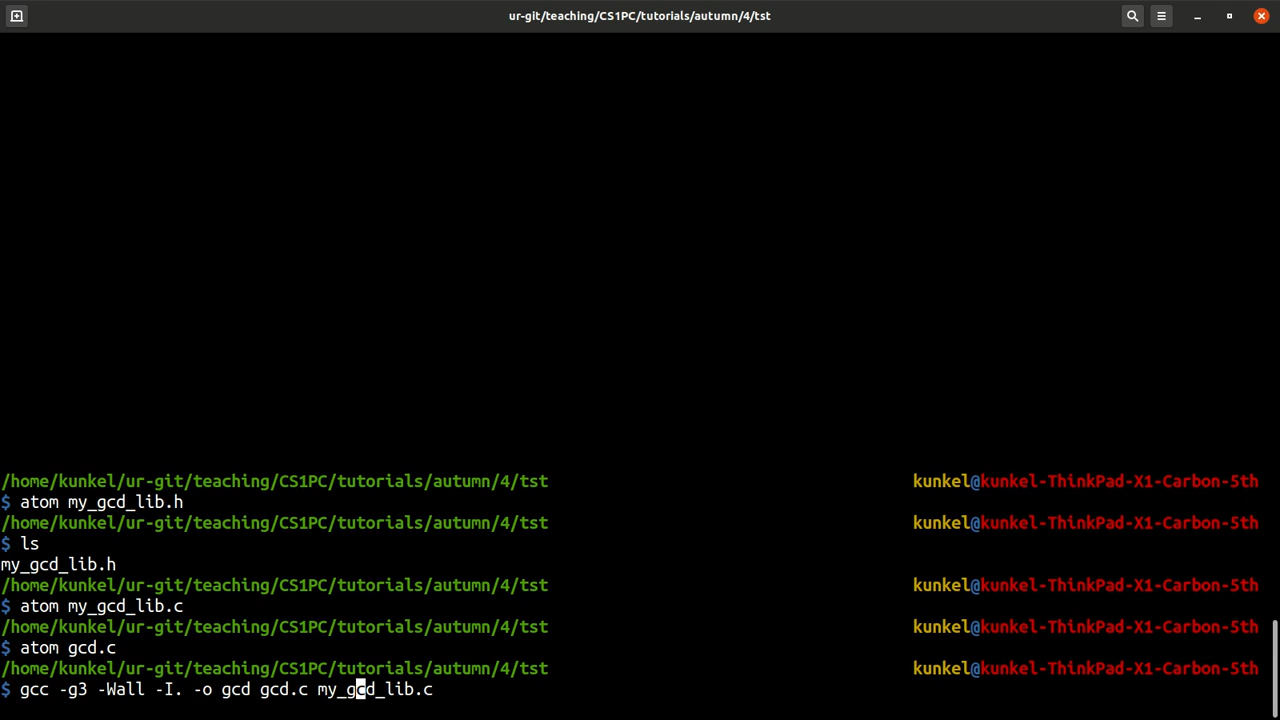 ur-git/teaching/CS1PC/tutorials/autumn/4/tst
/home/kunkel/ur-git/teaching/CS1PC/tutorials/autumn/4/tst kunkel@kunkel-ThinkPad-X1-Carbon-5th
$ atom my_gcd_lib.h
/home/kunkel/ur-git/teaching/CS1PC/tutorials/autumn/4/tst kunkel@kunkel-ThinkPad-X1-Carbon-5th
$ ls
my_gcd_lib.h
/home/kunkel/ur-git/teaching/CS1PC/tutorials/autumn/4/tst kunkel@kunkel-ThinkPad-X1-Carbon-5th
$ atom my_gcd_lib.c
/home/kunkel/ur-git/teaching/CS1PC/tutorials/autumn/4/tst kunkel@kunkel-ThinkPad-X1-Carbon-5th
$ atom gcd.c
/home/kunkel/ur-git/teaching/CS1PC/tutorials/autumn/4/tst kunkel@kunkel-ThinkPad-X1-Carbon-5th
$ gcc -g3 -Wall -I. -o gcd gcd.c my_gcd_lib.c